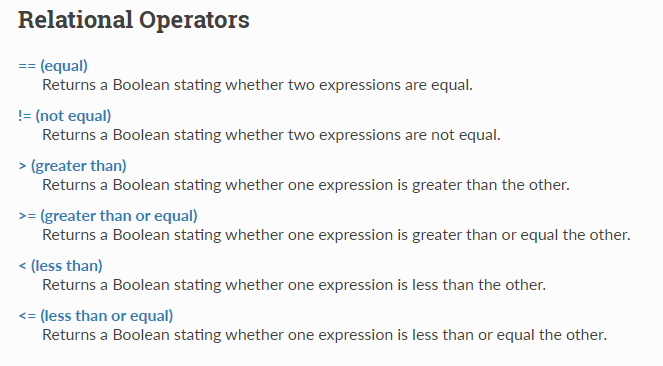 Relational Operators
== (equal)
Returns a Boolean stating whether two expressions are equal.
!= (not equal)
Returns a Boolean stating whether two expressions are not equal.
> (greater than)
Returns a Boolean stating whether one expression is greater than the other.
>= (greater than or equal)
Returns a Boolean stating whether one expression is greater than or equal the other.
< (less than)
Returns a Boolean stating whether one expression is less than the other.
<= (less than or equal)
Returns a Boolean stating whether one expression is less than or equal the other.